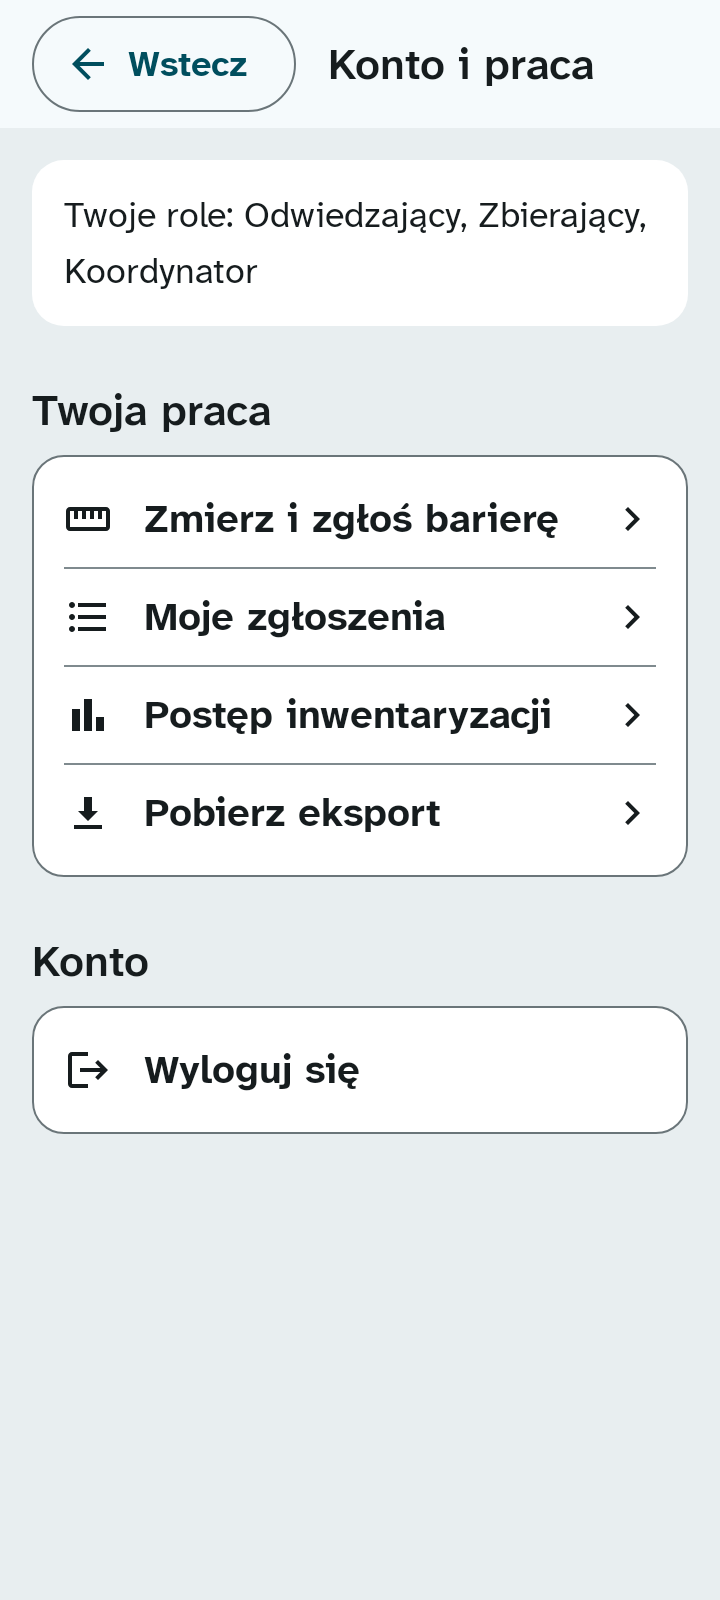 Wstecz
Konto i praca
Twoje role: Odwiedzający, Zbierający,
Koordynator
Twoja praca
Zmierz i zgłoś barierę
Moje zgłoszenia
Postęp inwentaryzacji
Pobierz eksport
Konto
Wyloguj się